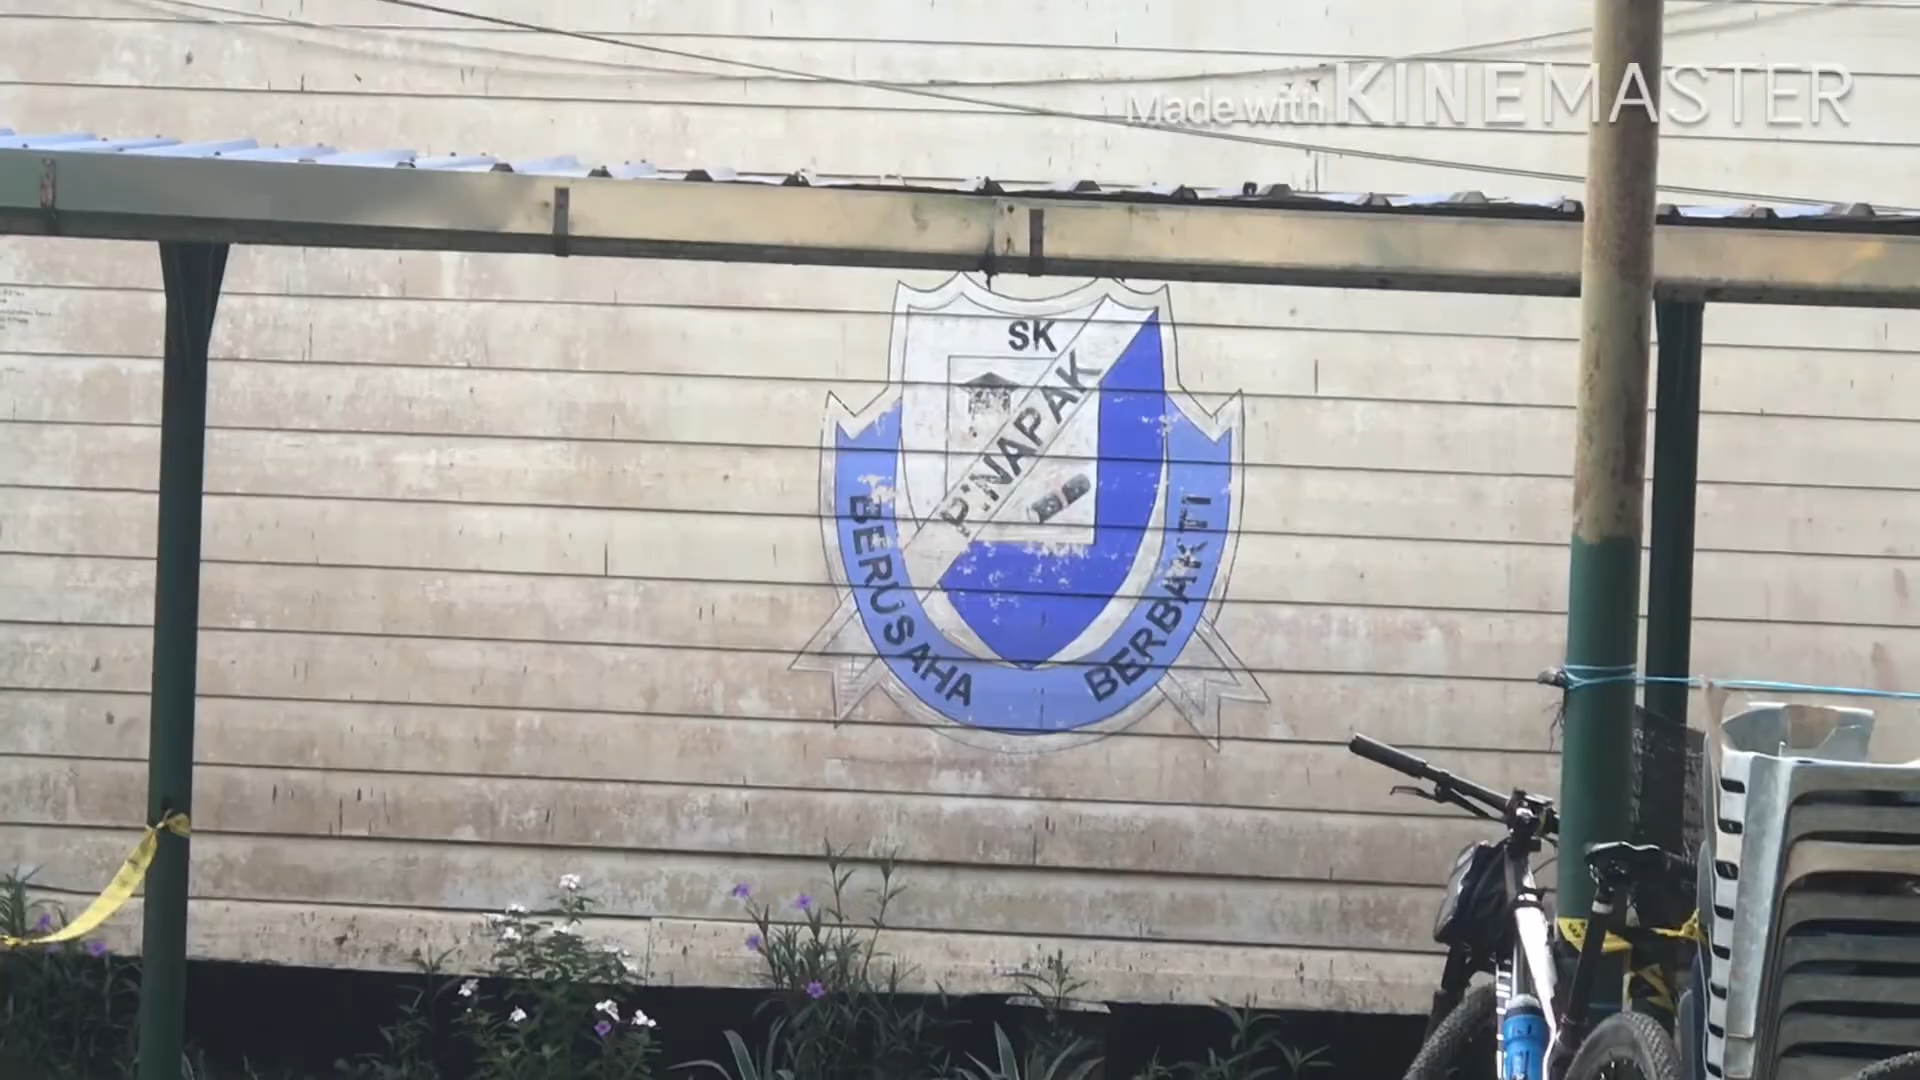 Made with KINEMASTER
SK
PINAPAK
BERUSAHA
BERBAKTI